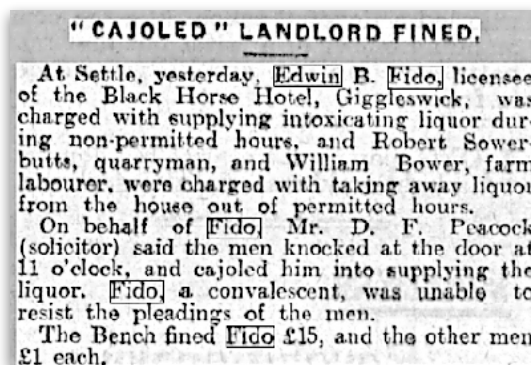 "CAJOLED" LANDLORD FINED.
At Settle, yesterday, Edwin B. Fido, licensee
of the Black Horse Hotel, Giggleswick, was
charged with supplying intoxicating liquor dur-
ing non-permitted hours, and Robert Sower-
butts, quarryman, and William Bower, farm
labourer, were charged with taking away liquor
from the house out of permitted hours.
On behalf of Fido, Mr. D. F. Peacock
(solicitor) said the men knocked at the door at
11 o'clock, and cajoled him into supplying the
liquor. Fido, a convalescent, was unable to
resist the pleadings of the men.
The Bench fined Fido £15, and the other men
£1 each.